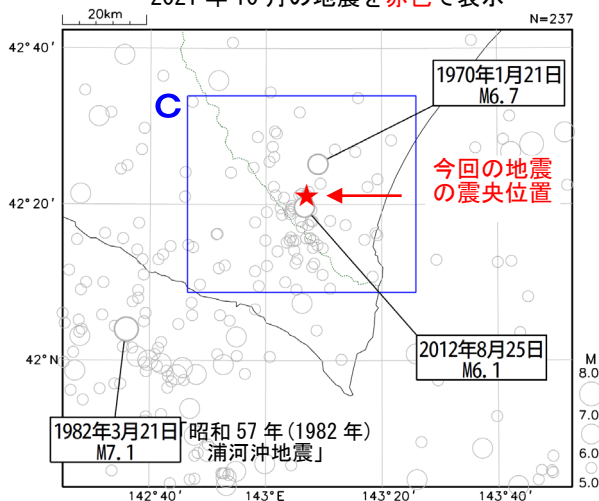 2021 年 10 月の地震を赤色で表示
20km
N=237
42°40′
1970年1月21日
M6.7
C
今回の地震
の震央位置
42°20′
2012年8月25日
M6.1
42°N
M
8.0
7.0
6.0
5.0
1982年3月21日「昭和 57 年(1982 年)
M7.1
浦河沖地震」
142°40′
143°E
143°20′
143°40′